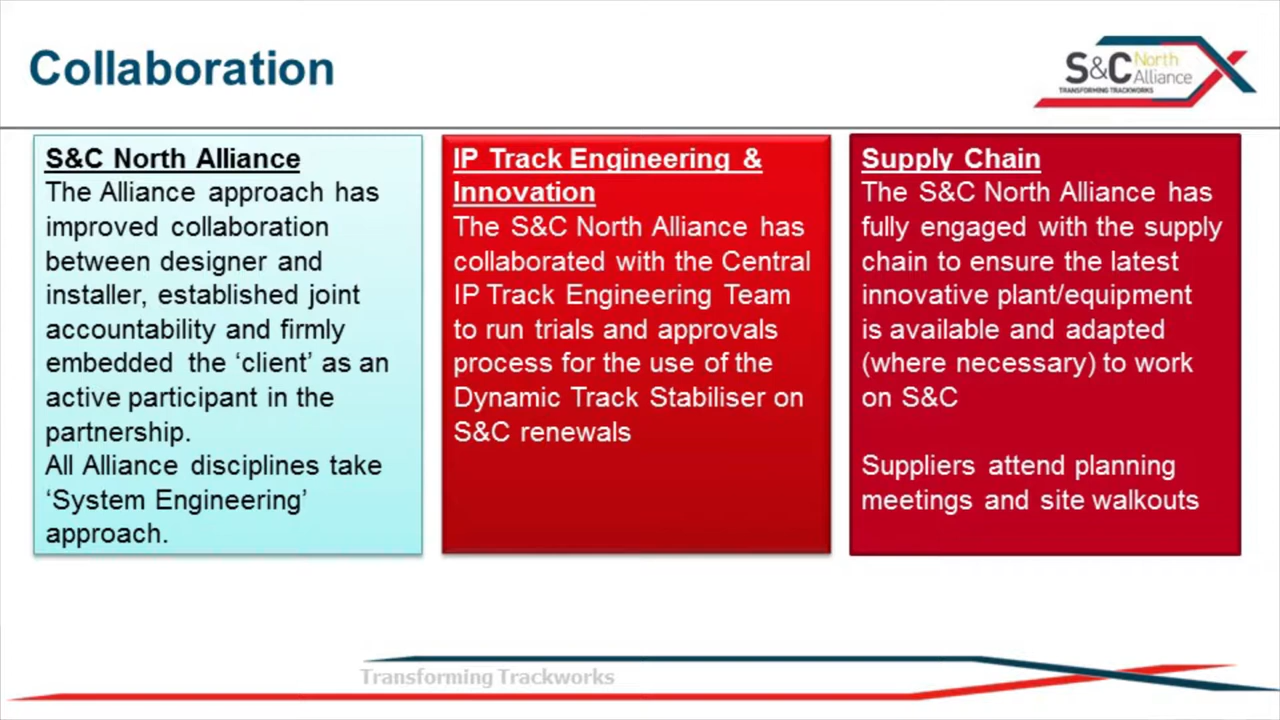 Collaboration
S&C North
Alliance
TRANSFORMING TRACKWORKS
S&C North Alliance
The Alliance approach has
improved collaboration
between designer and
installer, established joint
accountability and firmly
embedded the ‘client’ as an
active participant in the
partnership.
All Alliance disciplines take
‘System Engineering’
approach.
IP Track Engineering &
Innovation
The S&C North Alliance has
collaborated with the Central
IP Track Engineering Team
to run trials and approvals
process for the use of the
Dynamic Track Stabiliser on
S&C renewals
Supply Chain
The S&C North Alliance has
fully engaged with the supply
chain to ensure the latest
innovative plant/equipment
is available and adapted
(where necessary) to work
on S&C
Suppliers attend planning
meetings and site walkouts
Transforming Trackworks